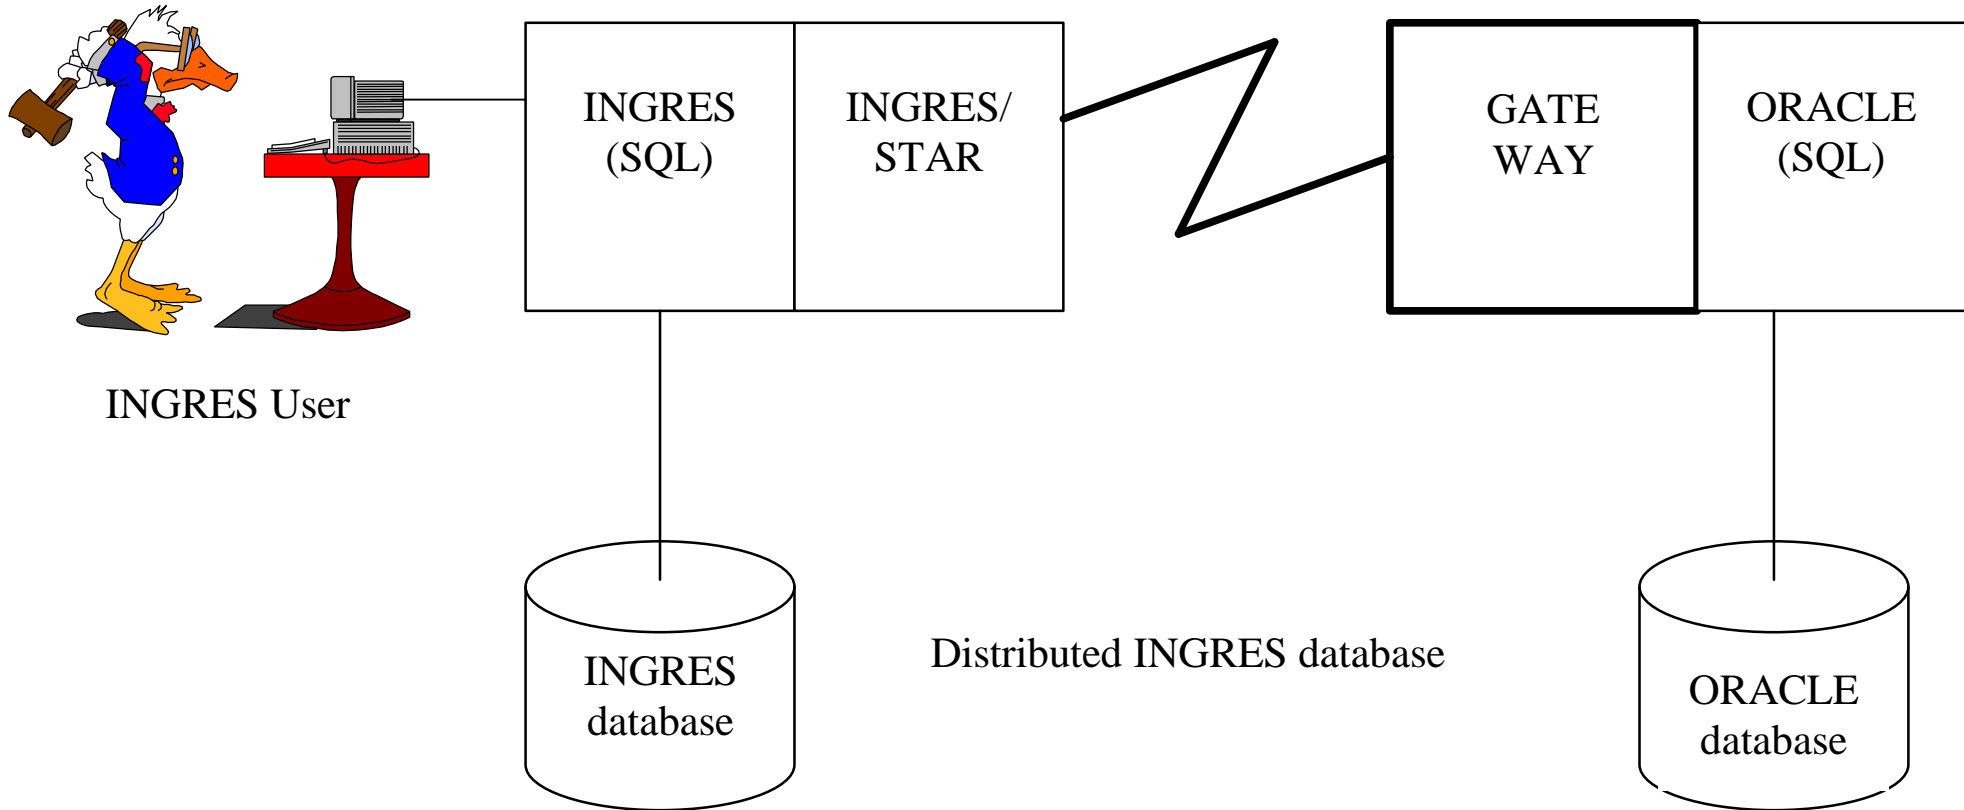 INGRES
(SQL)
INGRES/
STAR
GATE
WAY
ORACLE
(SQL)
INGRES User
Distributed INGRES database
INGRES
database
ORACLE
database